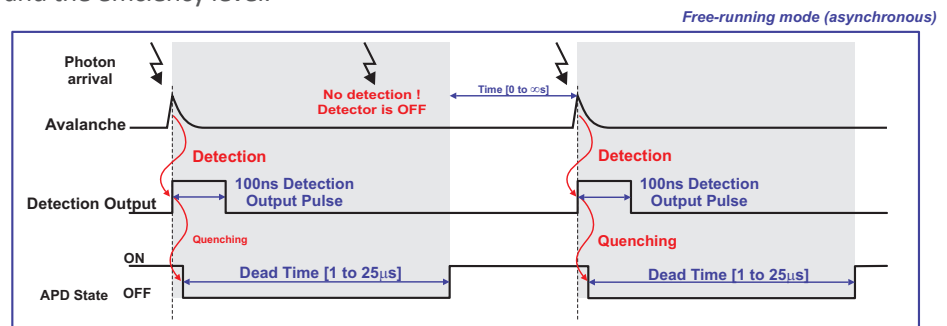 and the efficiency level.
Free-running mode (asynchronous)
Photon
arrival
No detection !
Detector is OFF
Time [0 to ∞s]
Avalanche
Detection
Detection
100ns Detection
Output Pulse
100ns Detection
Output Pulse
Detection Output
Quenching
Quenching
ON
Dead Time [1 to 25μs]
Dead Time [1 to 25μs]
APD State
OFF